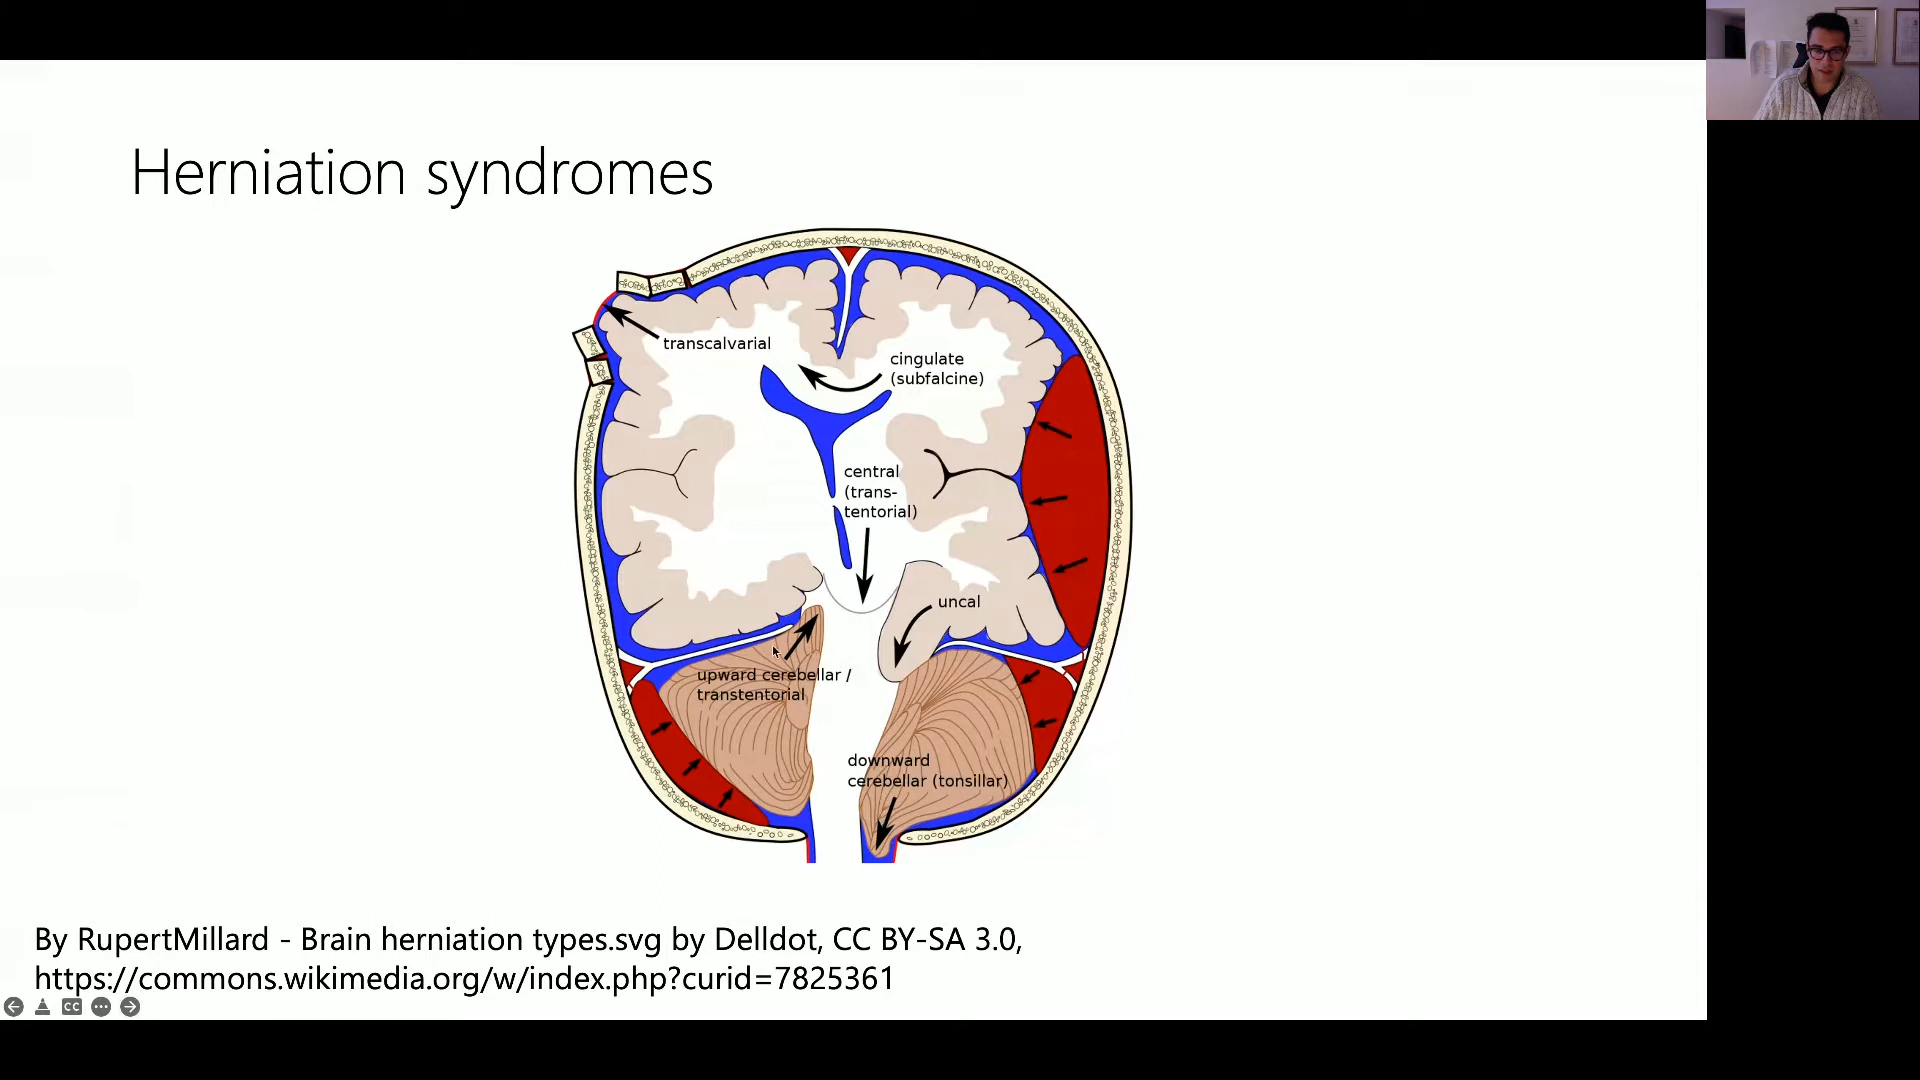 Herniation syndromes
transcalvarial
cingulate
(subfalcine)
central
(trans-
tentorial)
uncal
upward cerebellar /
transtentorial
downward
cerebellar (tonsillar)
By RupertMillard - Brain herniation types.svg by Delldot, CC BY-SA 3.0,
https://commons.wikimedia.org/w/index.php?curid=7825361
CC